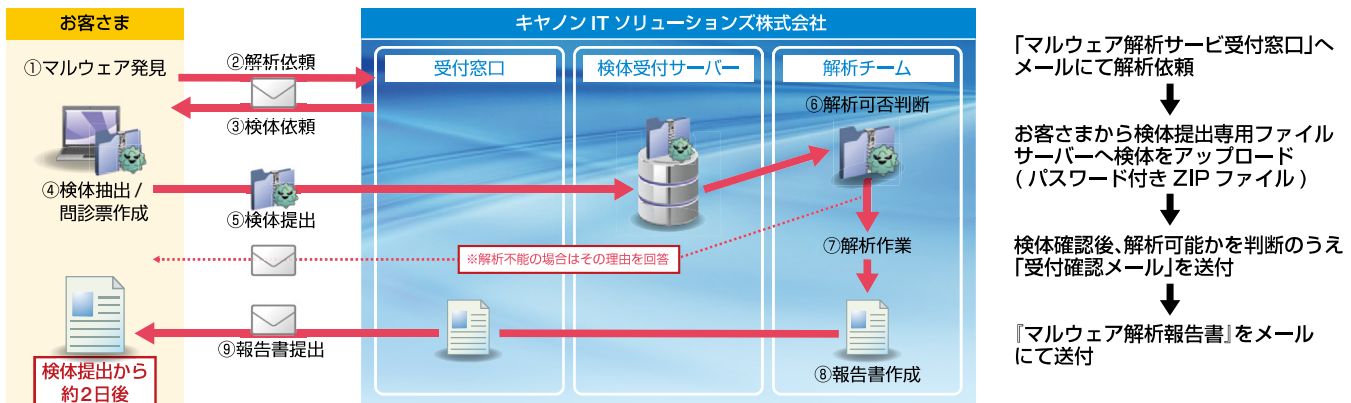 お客さま
キヤノンITソリューションズ株式会社
①マルウェア発見
②解析依頼
③検体依頼
④検体抽出/
問診票作成
⑤検体提出
受付窓口
検体受付サーバー
解析チーム
⑥解析可否判断
⑦解析作業
※解析不能の場合はその理由を回答
⑧報告書作成
⑨報告書提出
検体提出から
約2日後
「マルウェア解析サービ受付窓口」へ
メールにて解析依頼
お客さまから検体提出専用ファイル
サーバーへ検体をアップロード
(パスワード付きZIPファイル)
検体確認後、解析可能かを判断のうえ
「受付確認メール」を送付
『マルウェア解析報告書』をメール
にて送付